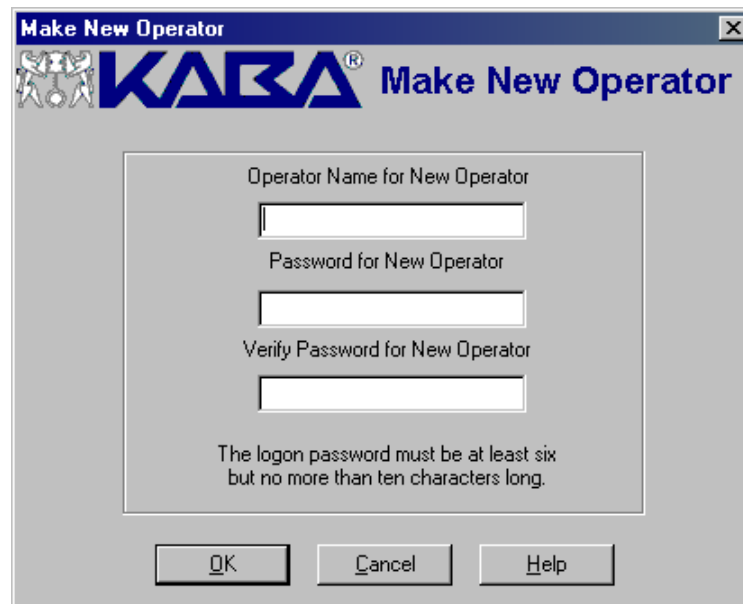 Make New Operator
KABA® Make New Operator
Operator Name for New Operator
Password for New Operator
Verify Password for New Operator
The logon password must be at least six
but no more than ten characters long.
OK Cancel Help